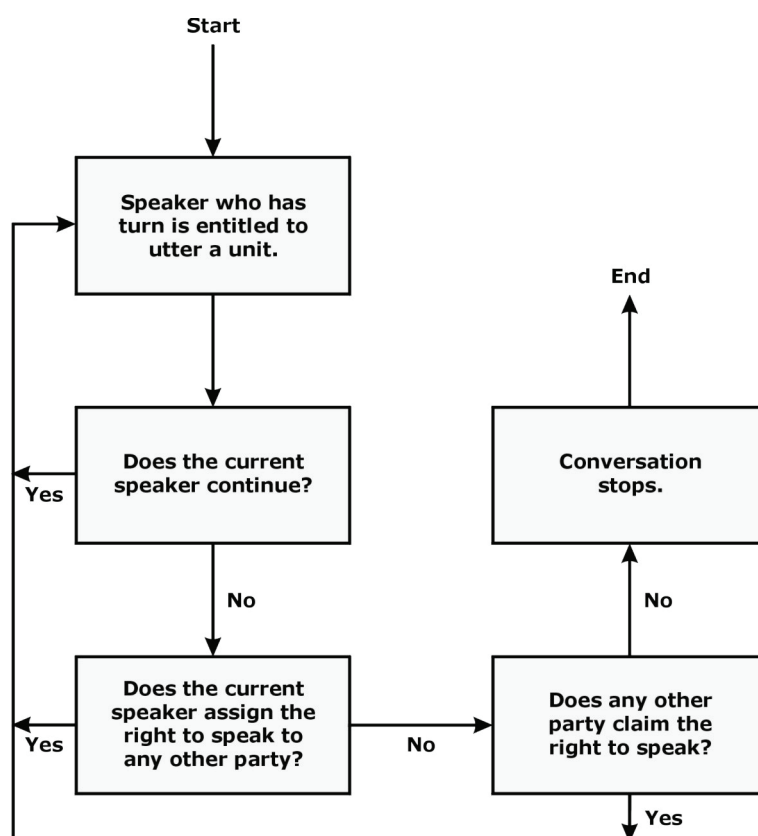 Start
Speaker who has
turn is entitled to
utter a unit.
End
Does the current
speaker continue?
Conversation
stops.
Yes
No
No
Does the current
speaker assign the
right to speak to
any other party?
Does any other
party claim the
right to speak?
Yes
No
Yes